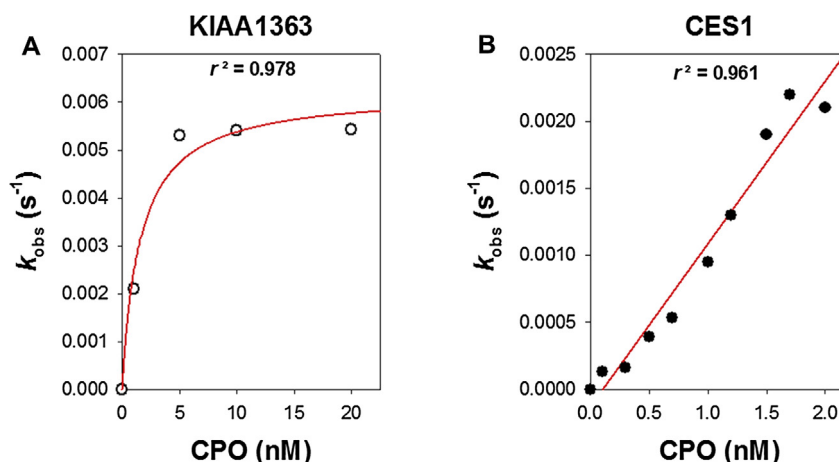 A
KIAA1363
r² = 0.978
0.007
0.006
0.005
0.004
0.003
0.002
0.001
0.000
k_obs (s⁻¹)
0 5 10 15 20
CPO (nM)
B
CES1
r² = 0.961
0.0025
0.0020
0.0015
0.0010
0.0005
0.0000
k_obs (s⁻¹)
0.0 0.5 1.0 1.5 2.0
CPO (nM)